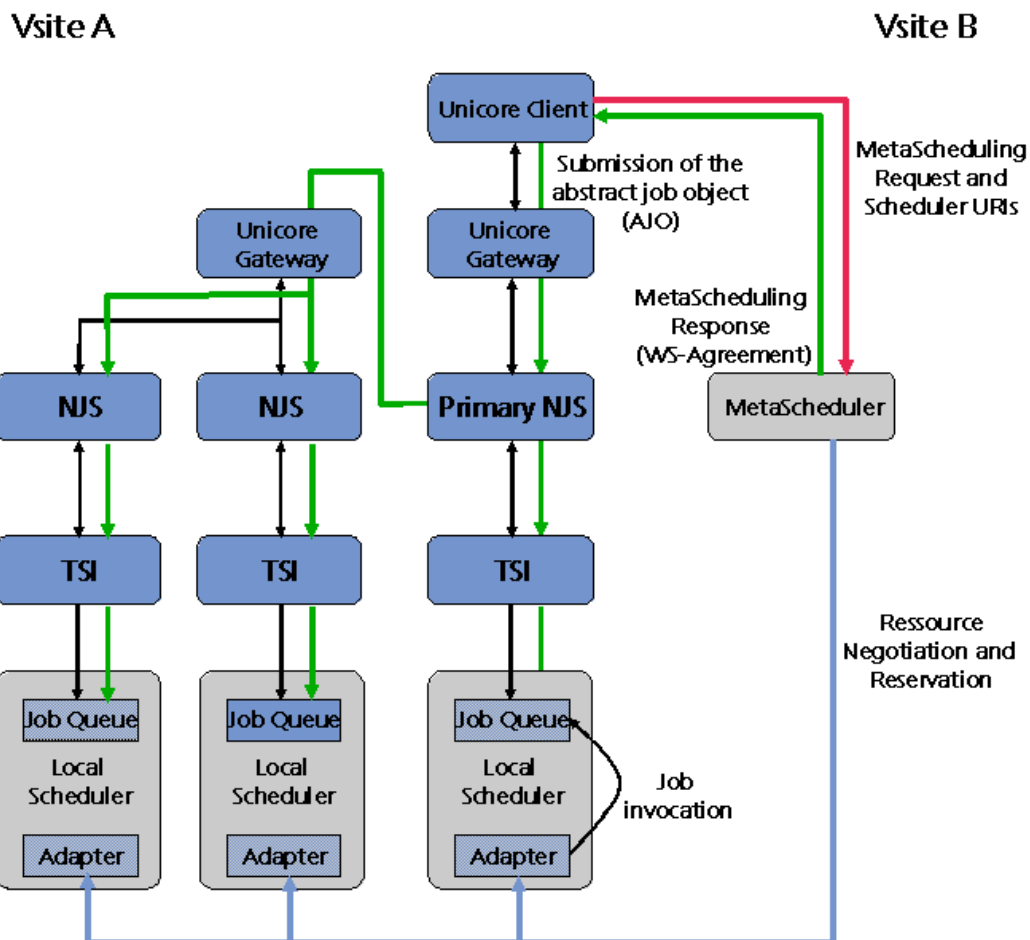 Vsite A
Vsite B
Unicore Client
Submission of the
abstract job object
(AJO)
MetaScheduling
Request and
Scheduler URIs
Unicore
Gateway
Unicore
Gateway
MetaScheduling
Response
(WS-Agreement)
NJS
NJS
Primary NJS
MetaScheduler
TSI
TSI
TSI
Ressource
Negotiation and
Reservation
Job Queue
Job Queue
Job Queue
Local
Scheduler
Local
Scheduler
Local
Scheduler
Job
invocation
Adapter
Adapter
Adapter